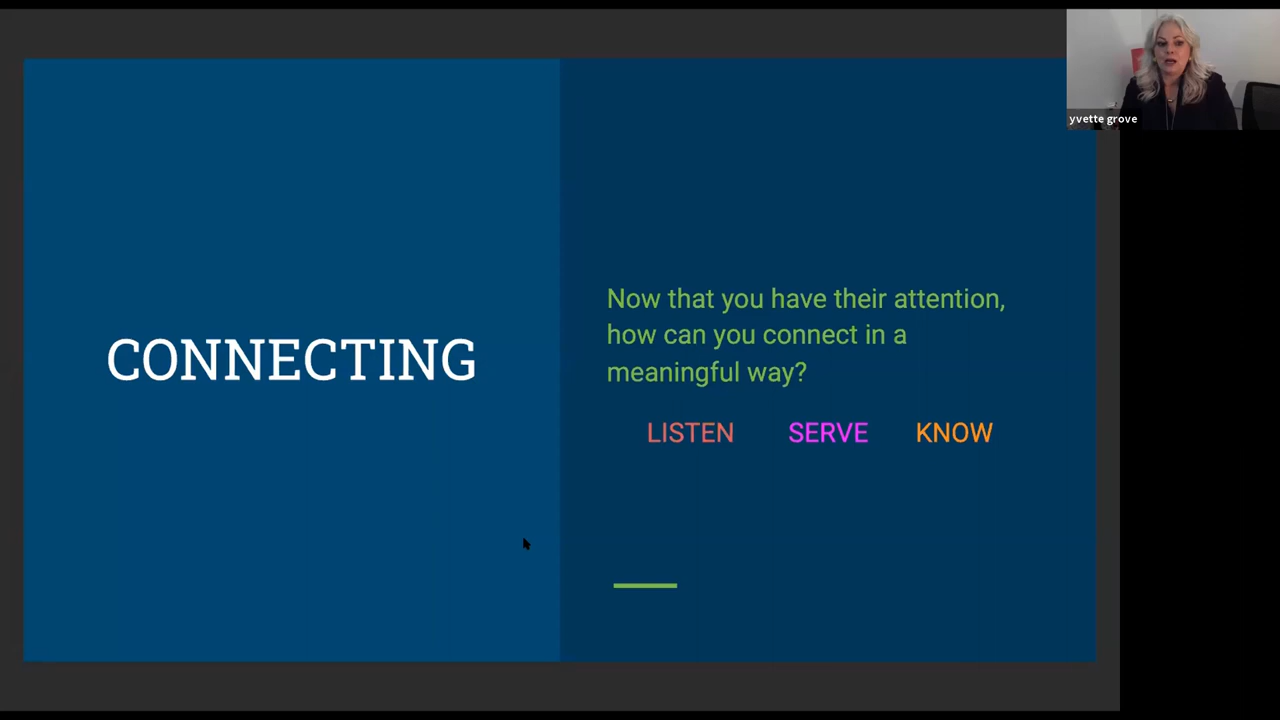 yvette grove
CONNECTING
Now that you have their attention,
how can you connect in a
meaningful way?
LISTEN SERVE KNOW